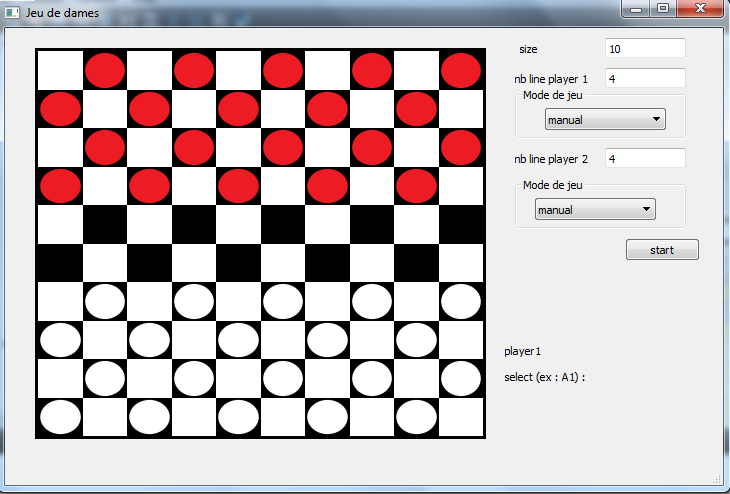 Jeu de dames
size 10
nb line player 1 4
Mode de jeu
manual
nb line player 2 4
Mode de jeu
manual
start
player1
select (ex : A1) :